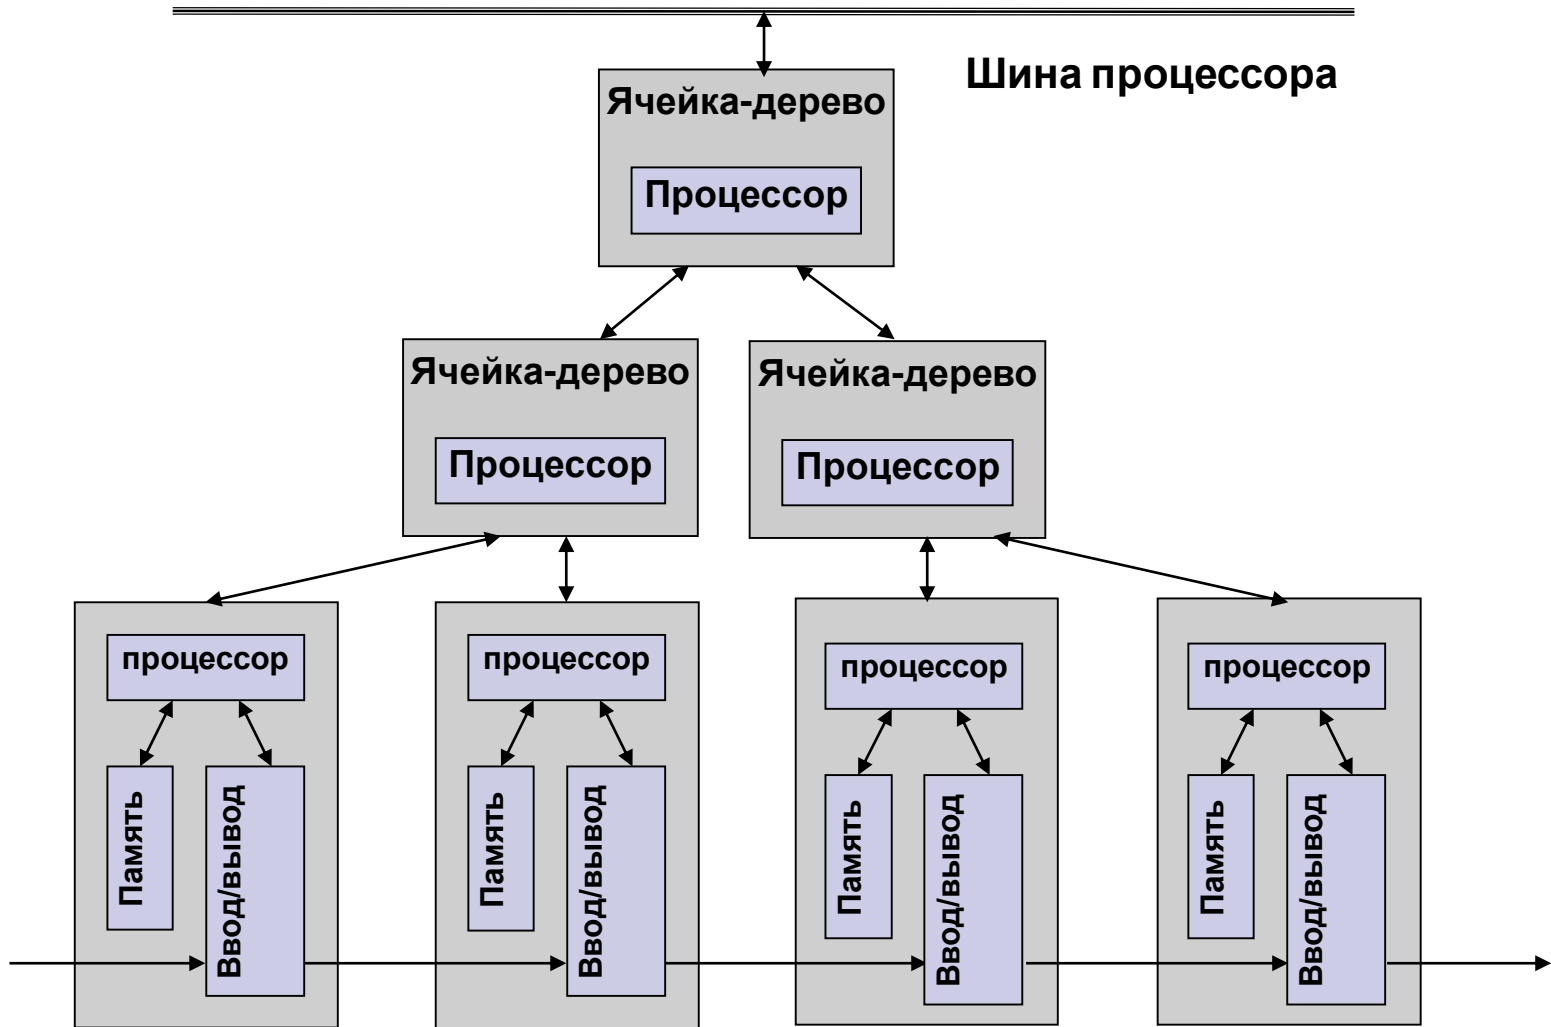 Шина процессора
Ячейка-дерево
Процессор
Ячейка-дерево
Процессор
Ячейка-дерево
Процессор
процессор
Память
Ввод/вывод
процессор
Память
Ввод/вывод
процессор
Память
Ввод/вывод
процессор
Память
Ввод/вывод